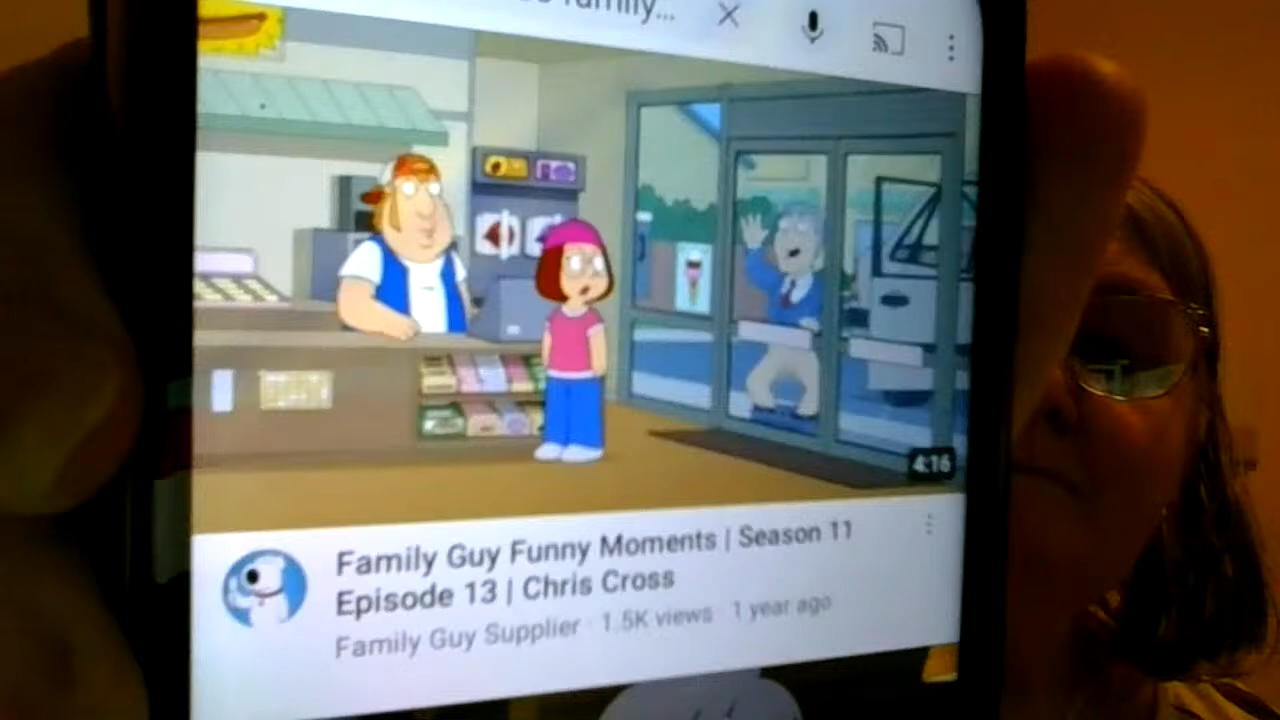 family...
4:16
Family Guy Funny Moments | Season 11
Episode 13 | Chris Cross
Family Guy Supplier · 1.5K views · 1 year ago